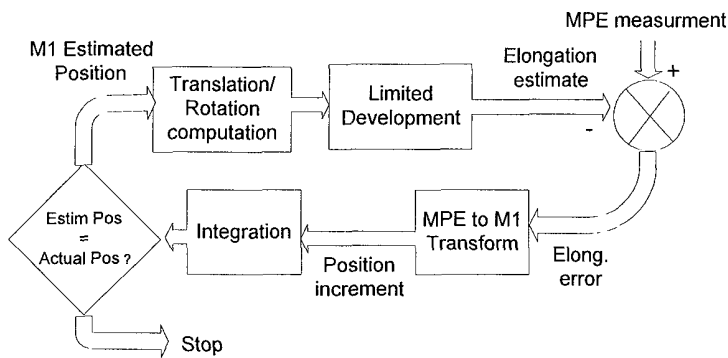 MPE measurment
M1 Estimated
Position
Translation/
Rotation
computation
Limited
Development
Elongation
estimate
+
-
Estim Pos
=
Actual Pos ?
Integration
Position
increment
MPE to M1
Transform
Elong.
error
Stop